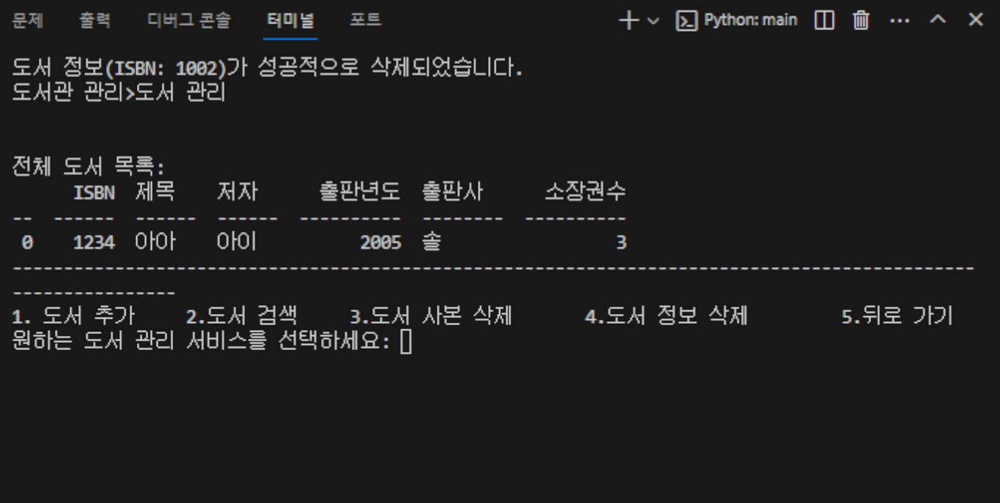 문제 출력 디버그 콘솔 터미널 포트 Python: main
도서 정보(ISBN: 1002)가 성공적으로 삭제되었습니다.
도서관 관리>도서 관리
전체 도서 목록:
ISBN 제목 저자 출판년도 출판사 소장권수
-- ------ ------ ------ ---------- -------- ----------
0 1234 아아 아이 2005 솔 3
----------------------------------------------------------------------------------------------
----------------
1. 도서 추가 2.도서 검색 3.도서 사본 삭제 4.도서 정보 삭제 5.뒤로 가기
원하는 도서 관리 서비스를 선택하세요: